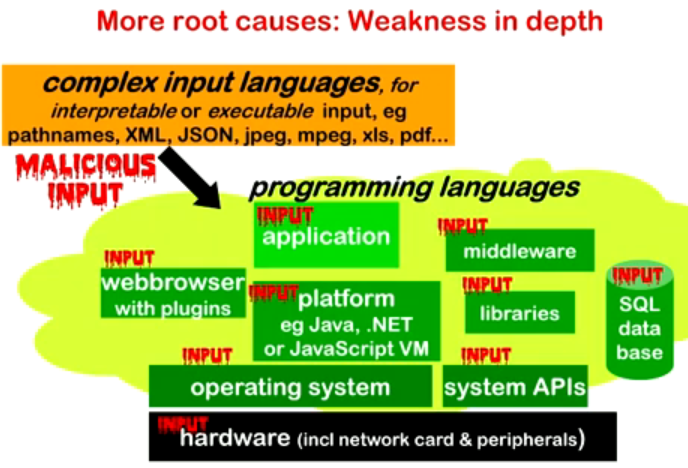 More root causes: Weakness in depth
complex input languages, for
interpretable or executable input, eg
pathnames, XML, JSON, jpeg, mpeg, xls, pdf...
MALICIOUS
INPUT
programming languages
INPUT
application
INPUT
middleware
INPUT
webbrowser
with plugins
INPUT
platform
eg Java, .NET
or JavaScript VM
INPUT
libraries
INPUT
SQL
data
base
INPUT
operating system
INPUT
system APIs
INPUT
hardware (incl network card & peripherals)